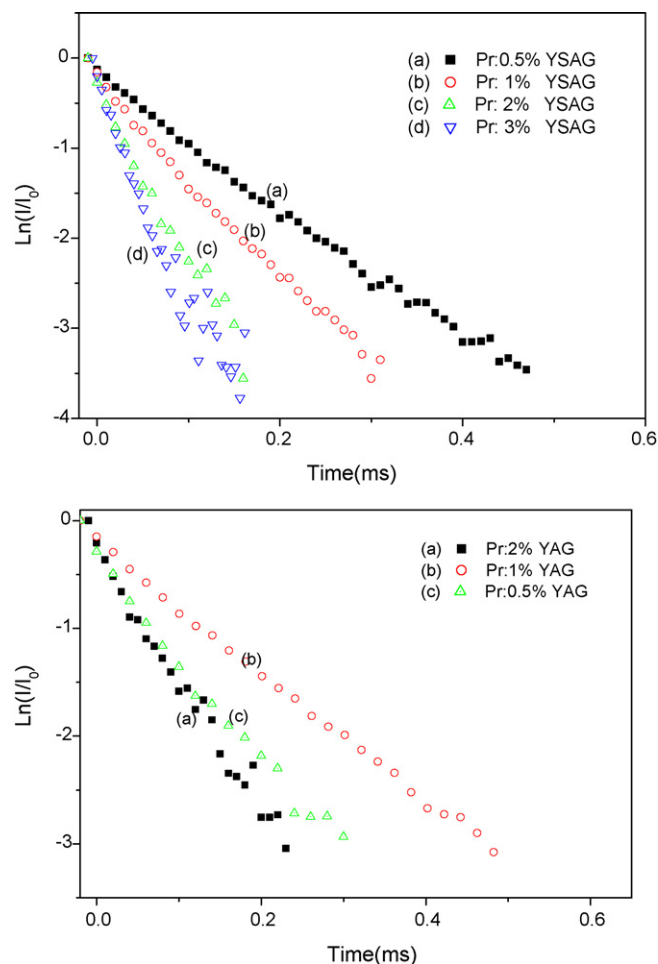 0
-1
-2
-3
-4
Ln(I/I0)
(a) Pr:0.5% YSAG
(b) Pr: 1% YSAG
(c) Pr: 2% YSAG
(d) Pr: 3% YSAG
(a)
(b)
(c)
(d)
0.0 0.2 0.4 0.6
Time(ms)
0
-1
-2
-3
Ln(I/I0)
(a) Pr:2% YAG
(b) Pr:1% YAG
(c) Pr:0.5% YAG
(b)
(a) (c)
0.0 0.2 0.4 0.6
Time(ms)